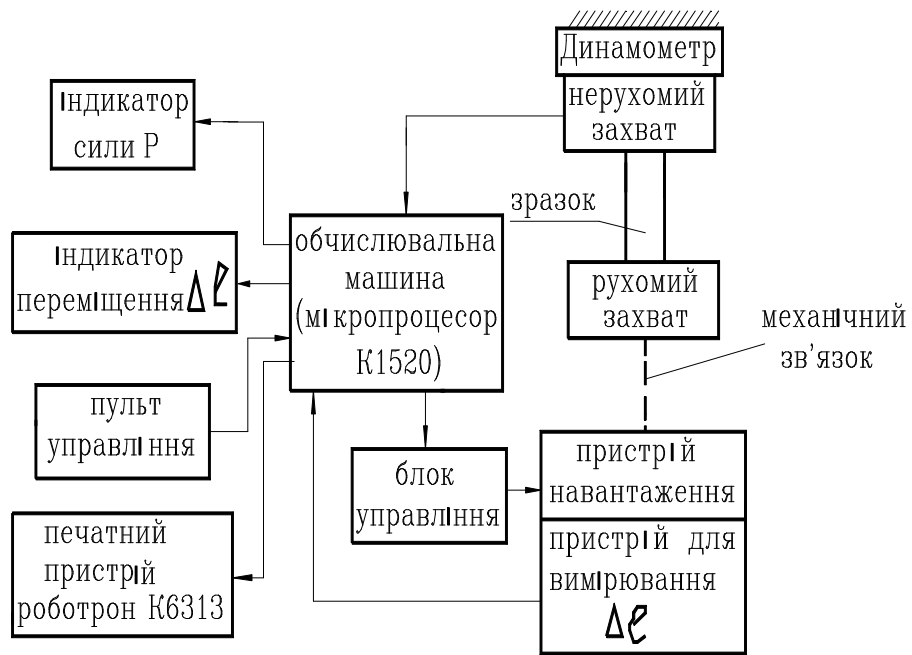 Динамометр
нерухомий
захват
індикатор
сили Р
зразок
обчислювальна
машина
(мікропроцесор
К1520)
індикатор
переміщення Δℓ
рухомий
захват
механічний
зв'язок
пульт
управління
блок
управління
пристрій
навантаження
печатний
пристрій
роботрон К6313
пристрій для
вимірювання
Δℓ